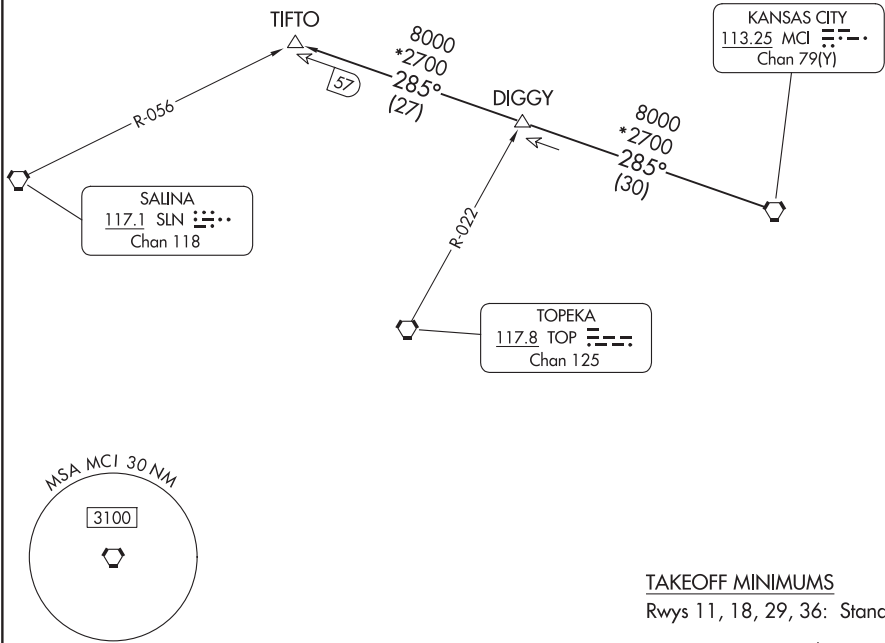 TIFTO
8000
*2700
285°
(27)
57
DIGGY
8000
*2700
285°
(30)
KANSAS CITY
113.25 MCI
Chan 79(Y)
R-056
SALINA
117.1 SLN
Chan 118
R-022
TOPEKA
117.8 TOP
Chan 125
MSA MCI 30 NM
3100
TAKEOFF MINIMUMS
Rwys 11, 18, 29, 36: Stand